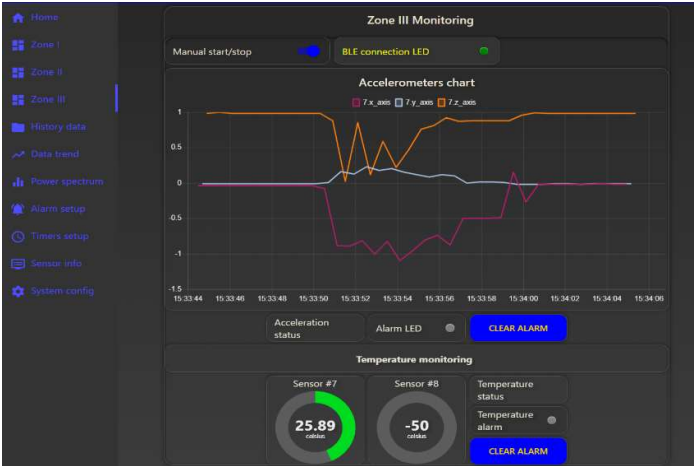 Home
Zone I
Zone II
Zone III
History data
Data trend
Power spectrum
Alarm setup
Timers setup
Sensor info
System config
Zone III Monitoring
Manual start/stop
BLE connection LED
Accelerometers chart
7.x_axis 7.y_axis 7.z_axis
1
0.5
0
-0.5
-1
-1.5
15:33:44 15:33:46 15:33:48 15:33:50 15:33:52 15:33:54 15:33:56 15:33:58 15:34:00 15:34:02 15:34:04 15:34:06
Acceleration
status
Alarm LED
CLEAR ALARM
Temperature monitoring
Sensor #7
25.89
celsius
Sensor #8
-50
celsius
Temperature
status
Temperature
alarm
CLEAR ALARM